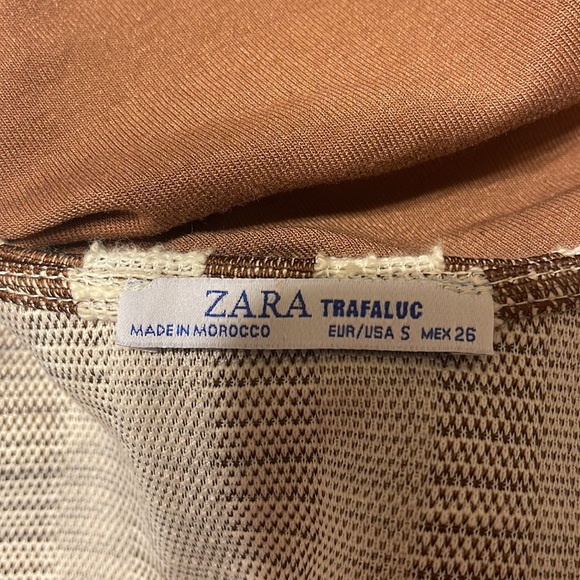 ZARA TRAFALUC
MADE IN MOROCCO EUR/USA S MEX 26